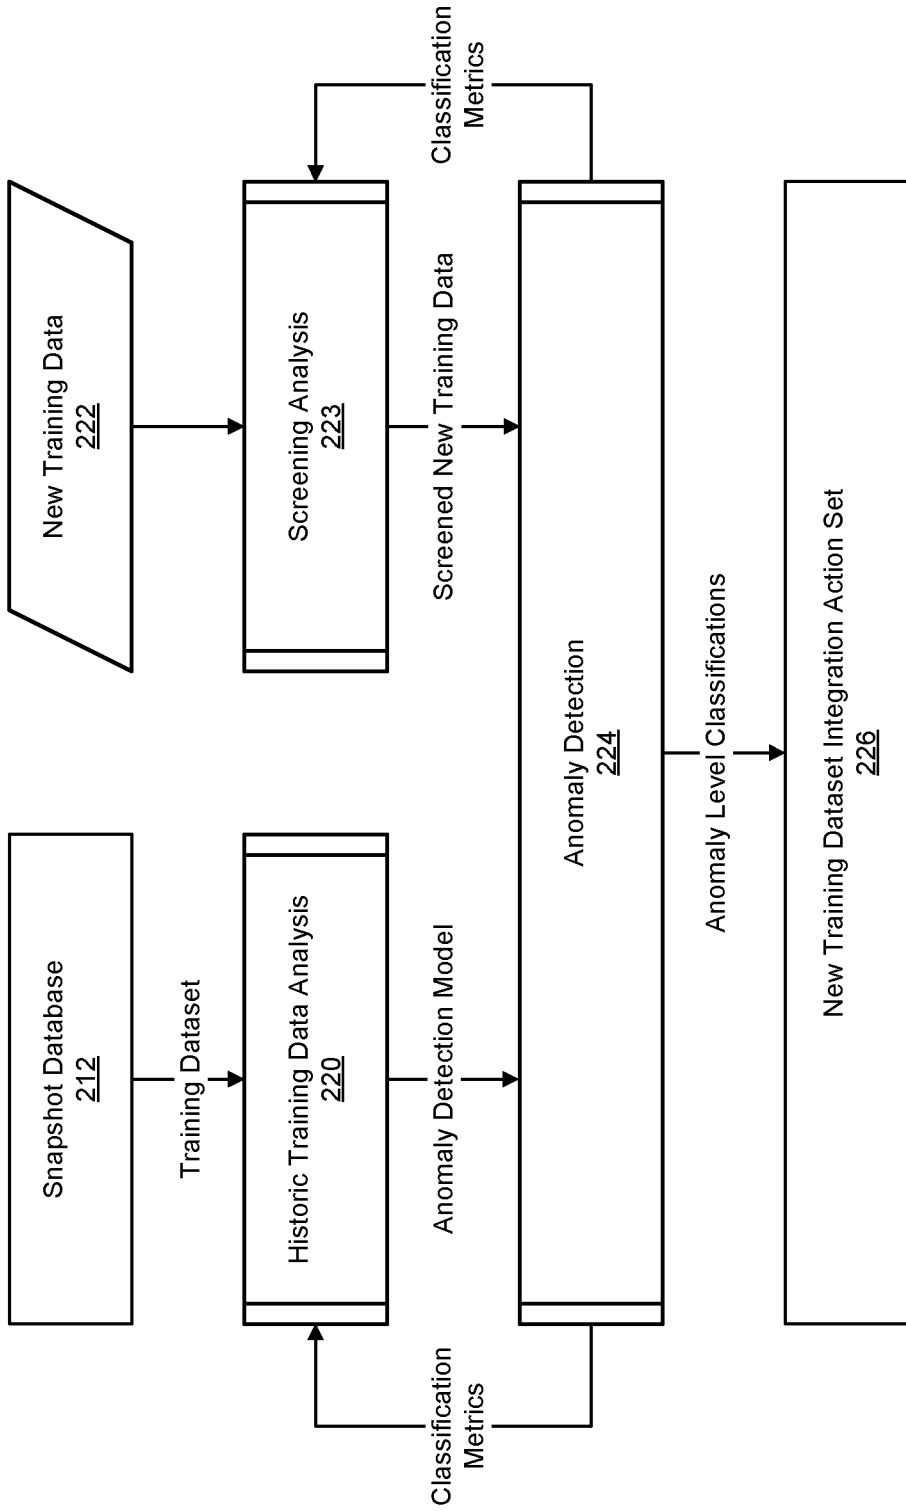 Snapshot Database
212
New Training Data
222
Training Dataset
Historic Training Data Analysis
220
Screening Analysis
223
Classification
Metrics
Anomaly Detection Model
Screened New Training Data
Classification
Metrics
Anomaly Detection
224
Anomaly Level Classifications
New Training Dataset Integration Action Set
226